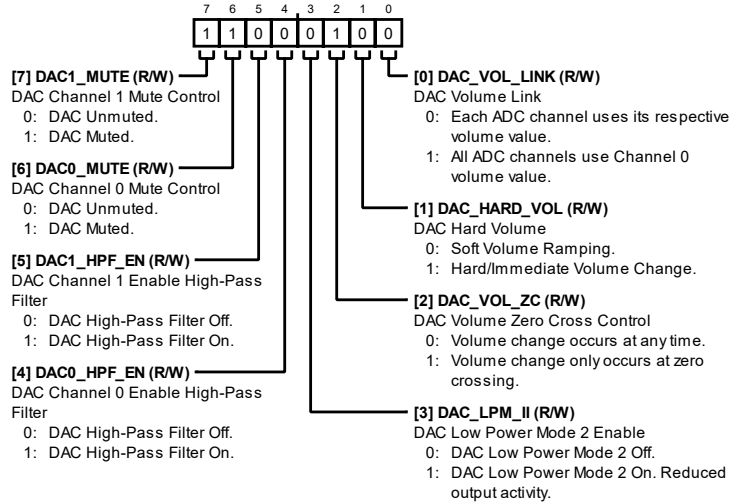 7 6 5 4 3 2 1 0
1 1 0 0 0 1 0 0
[7] DAC1_MUTE (R/W)
DAC Channel 1 Mute Control
0: DAC Unmuted.
1: DAC Muted.
[6] DAC0_MUTE (R/W)
DAC Channel 0 Mute Control
0: DAC Unmuted.
1: DAC Muted.
[5] DAC1_HPF_EN (R/W)
DAC Channel 1 Enable High-Pass
Filter
0: DAC High-Pass Filter Off.
1: DAC High-Pass Filter On.
[4] DAC0_HPF_EN (R/W)
DAC Channel 0 Enable High-Pass
Filter
0: DAC High-Pass Filter Off.
1: DAC High-Pass Filter On.
[0] DAC_VOL_LINK (R/W)
DAC Volume Link
0: Each ADC channel uses its respective
volume value.
1: All ADC channels use Channel 0
volume value.
[1] DAC_HARD_VOL (R/W)
DAC Hard Volume
0: Soft Volume Ramping.
1: Hard/Immediate Volume Change.
[2] DAC_VOL_ZC (R/W)
DAC Volume Zero Cross Control
0: Volume change occurs at any time.
1: Volume change only occurs at zero
crossing.
[3] DAC_LPM_II (R/W)
DAC Low Power Mode 2 Enable
0: DAC Low Power Mode 2 Off.
1: DAC Low Power Mode 2 On. Reduced
output activity.